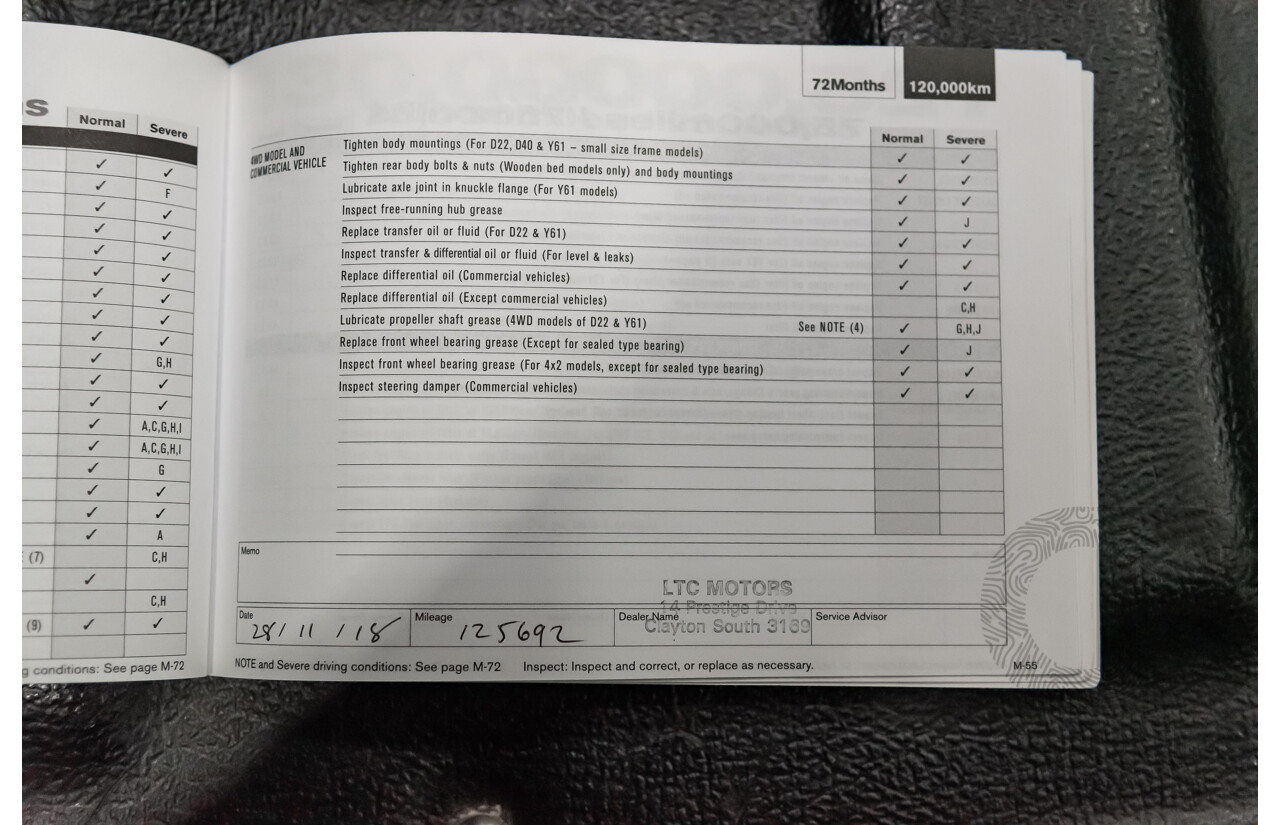 S
Normal Severe
✓ ✓
✓ F
✓ ✓
✓ ✓
✓ ✓
✓ ✓
✓ ✓
✓ ✓
✓ ✓
✓ G,H
✓ ✓
✓ ✓
✓ A,C,G,H,I
✓ A,C,G,H,I
✓ G
✓ ✓
✓ ✓
✓ A
(7) C,H
✓
C,H
(9) ✓ ✓
conditions: See page M-72
72Months 120,000km
Normal Severe
4WD MODEL AND
COMMERCIAL VEHICLE
Tighten body mountings (For D22, D40 & Y61 – small size frame models) ✓ ✓
Tighten rear body bolts & nuts (Wooden bed models only) and body mountings ✓ ✓
Lubricate axle joint in knuckle flange (For Y61 models) ✓ ✓
Inspect free-running hub grease ✓ J
Replace transfer oil or fluid (For D22 & Y61) ✓ ✓
Inspect transfer & differential oil or fluid (For level & leaks) ✓ ✓
Replace differential oil (Commercial vehicles) ✓ ✓
Replace differential oil (Except commercial vehicles) C,H
Lubricate propeller shaft grease (4WD models of D22 & Y61) See NOTE (4) ✓ G,H,J
Replace front wheel bearing grease (Except for sealed type bearing) ✓ J
Inspect front wheel bearing grease (For 4x2 models, except for sealed type bearing) ✓ ✓
Inspect steering damper (Commercial vehicles) ✓ ✓
Memo
LTC MOTORS
14 Prestige Drive
Clayton South 3169
Date 28/11/18 Mileage 125692 Dealer Name Service Advisor
NOTE and Severe driving conditions: See page M-72 Inspect: Inspect and correct, or replace as necessary.
M-55